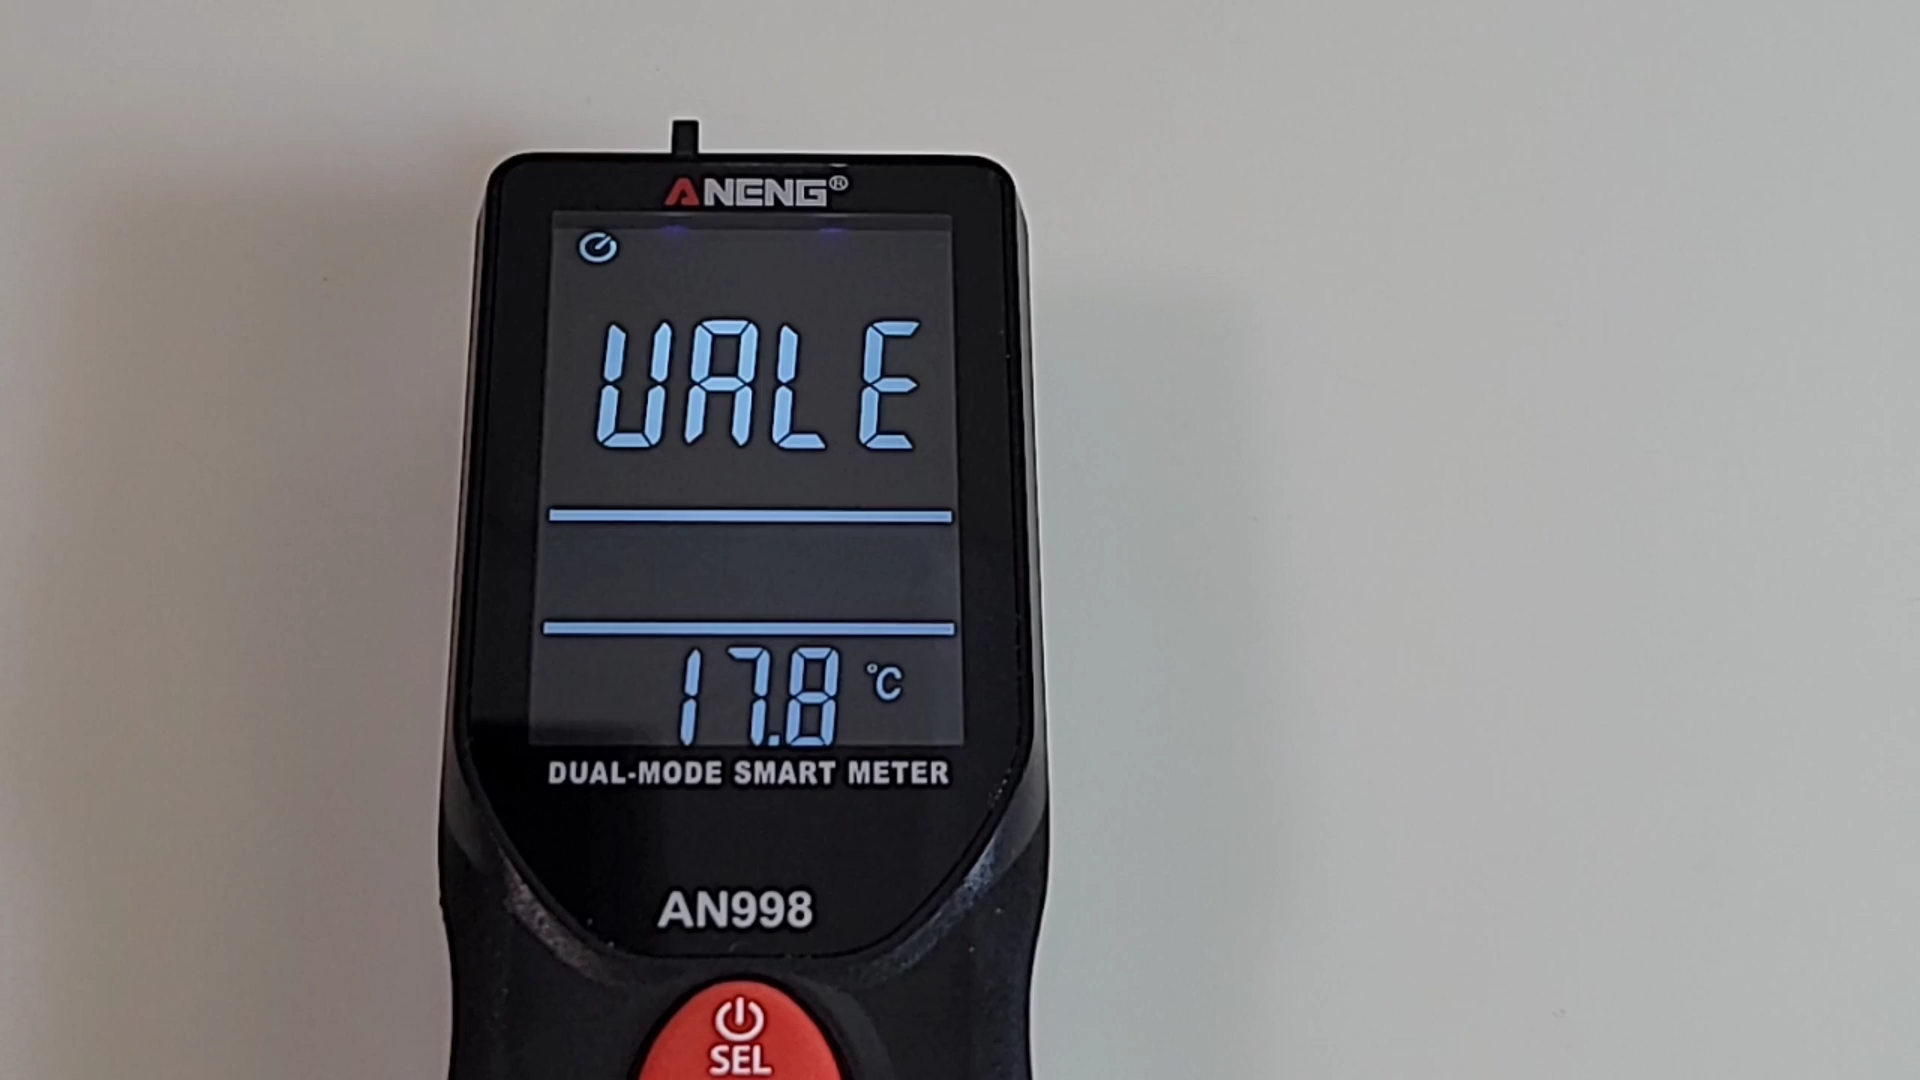 ANENG®
UALE
17.8 °C
DUAL-MODE SMART METER
AN998
SEL